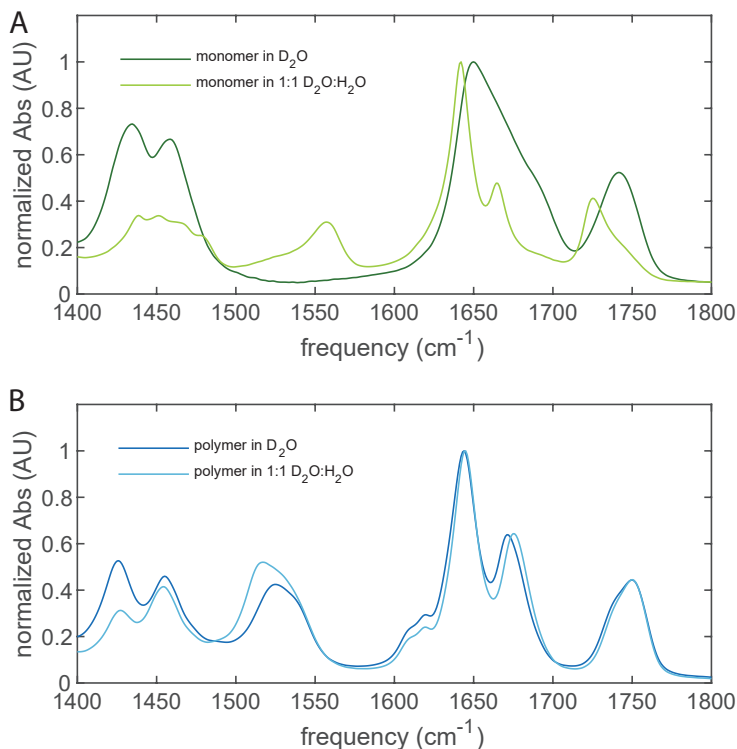 A
monomer in D₂O
monomer in 1:1 D₂O:H₂O
normalized Abs (AU)
1
0.8
0.6
0.4
0.2
0
1400 1450 1500 1550 1600 1650 1700 1750 1800
frequency (cm⁻¹)
B
polymer in D₂O
polymer in 1:1 D₂O:H₂O
normalized Abs (AU)
1
0.8
0.6
0.4
0.2
0
1400 1450 1500 1550 1600 1650 1700 1750 1800
frequency (cm⁻¹)